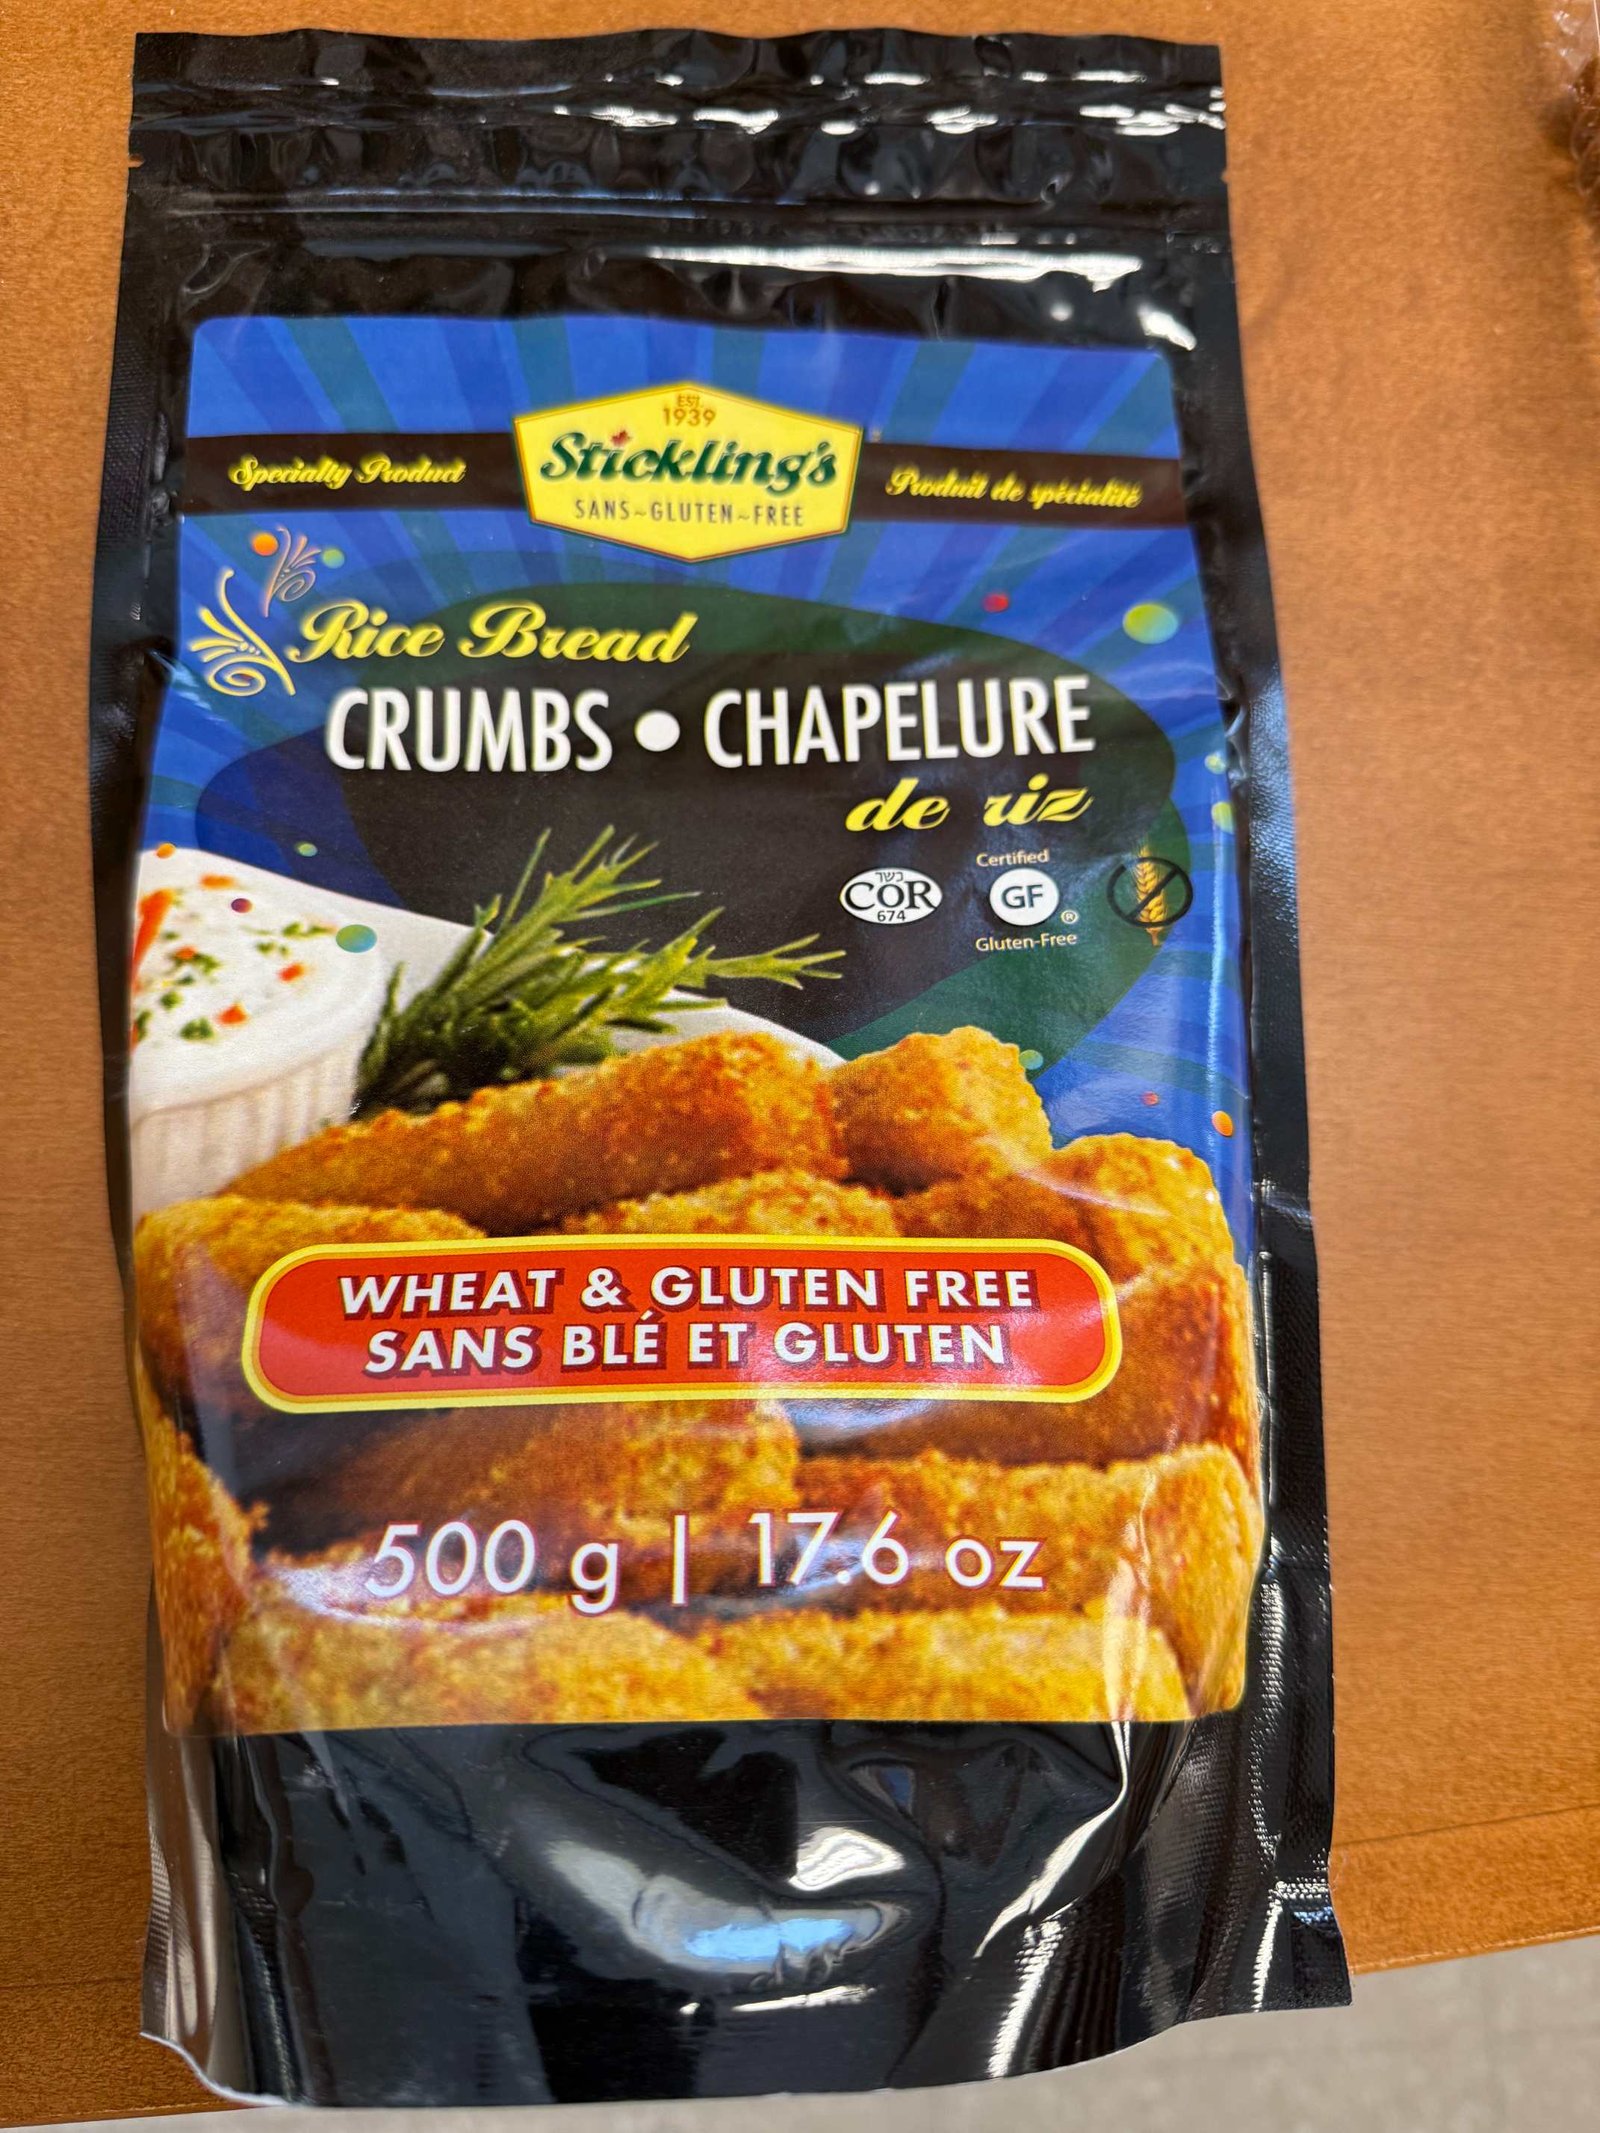 EST.
1939
Stickling's
SANS~GLUTEN~FREE
Specialty Product
Produit de spécialité
Rice Bread
CRUMBS • CHAPELURE
de riz
כשר
COR
674
Certified
GF
®
Gluten-Free
WHEAT & GLUTEN FREE
SANS BLÉ ET GLUTEN
500 g | 17.6 oz